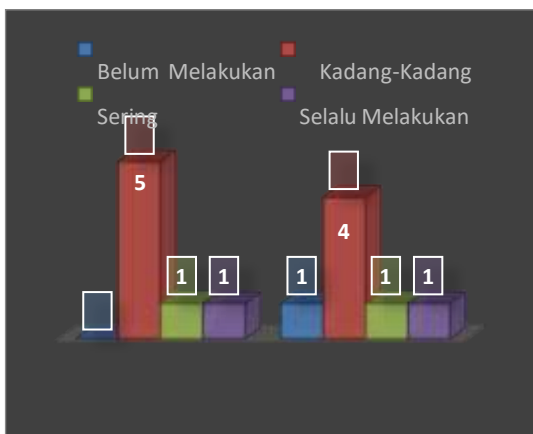 Belum Melakukan Kadang-Kadang
Sering Selalu Melakukan
5 4
1 1 1 1 1